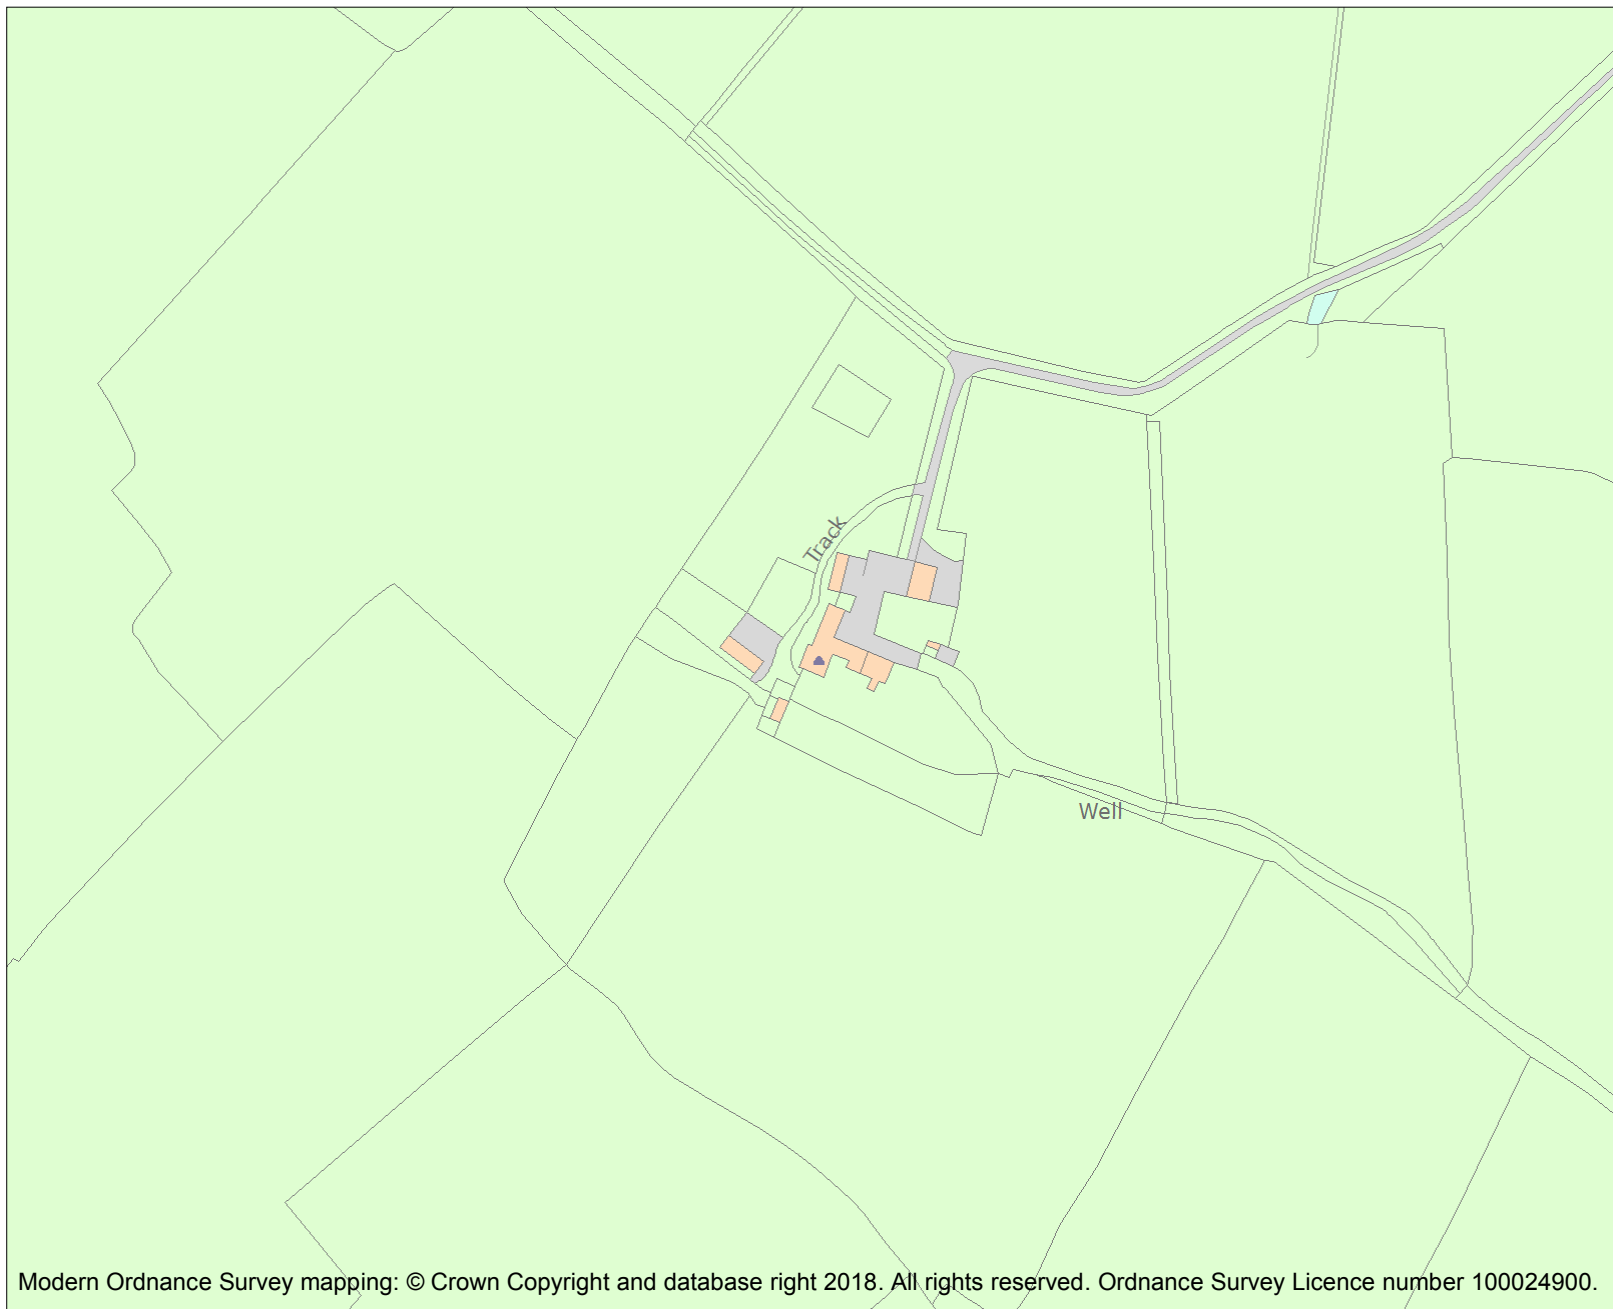 Track
Well
Modern Ordnance Survey mapping: © Crown Copyright and database right 2018. All rights reserved. Ordnance Survey Licence number 100024900.